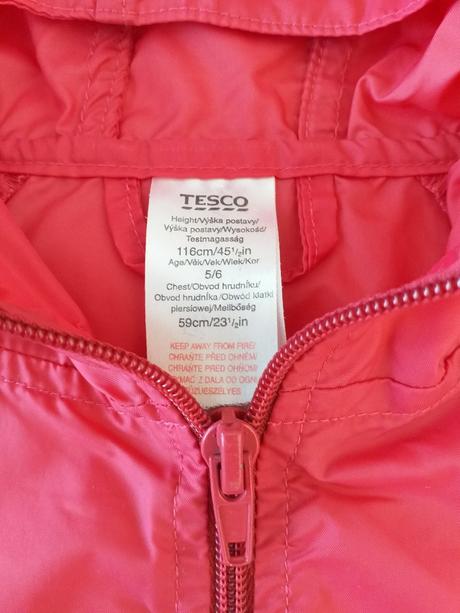 TESCO
Height/Výška postavy/
Výška postavy/Wysokość/
Testmagasság
116cm/45¹/₂in
Age/Věk/Vek/Wiek/Kor
5/6
Chest/Obvod hrudníku/
Obvod hrudníka/Obwód klatki
piersiowej/Mellbőség
59cm/23¹/₂in
KEEP AWAY FROM FIRE/
CHRAŇTE PŘED OHNĚM/
CHRÁŇTE PRED OHŇOM/
Z DALA OD